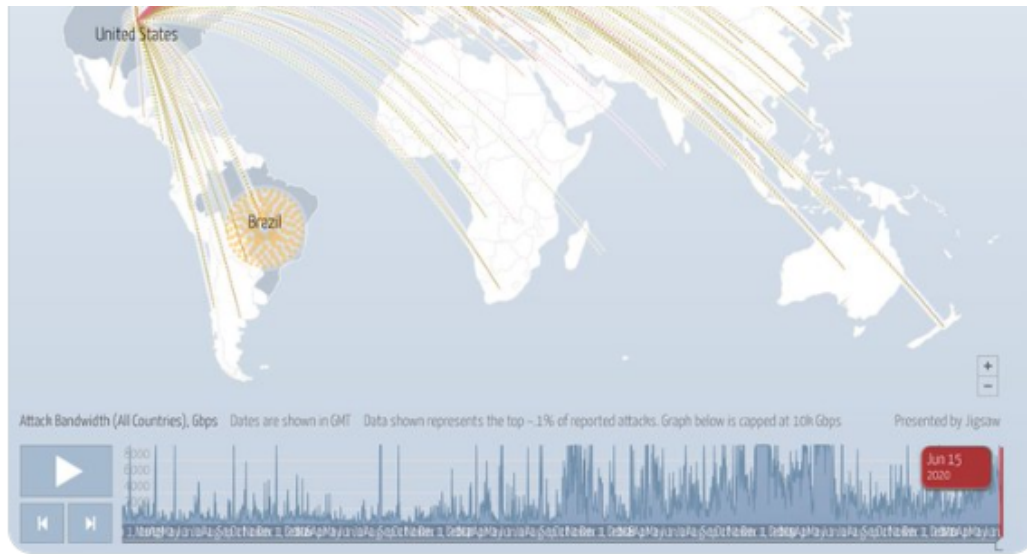 United States
Brazil
+
−
Attack Bandwidth (All Countries), Gbps Dates are shown in GMT Data shown represents the top ~.1% of reported attacks. Graph below is capped at 10k Gbps Presented by Jigsaw
8000
6000
4000
2000
Jun 15
2020